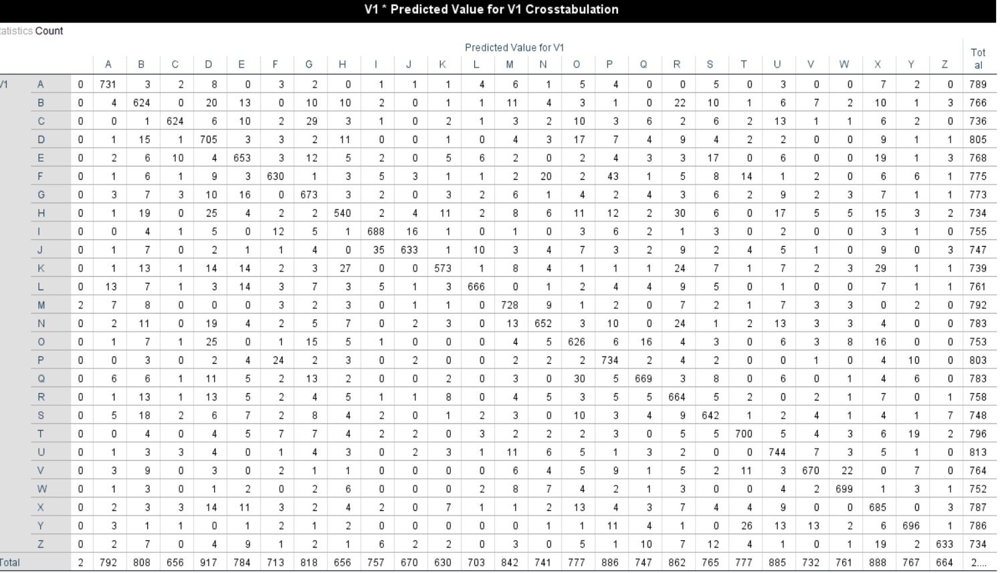 V1 * Predicted Value for V1 Crosstabulation
tatistics Count
Predicted Value for V1
A B C D E F G H I J K L M N O P Q R S T U V W X Y Z Tot al
V1 A 0 731 3 2 8 0 3 2 0 1 1 1 4 6 1 5 4 0 0 5 0 3 0 0 7 2 0 789
B 0 4 624 0 20 13 0 10 10 2 0 1 1 11 4 3 1 0 22 10 1 6 7 2 10 1 3 766
C 0 0 1 624 6 10 2 29 3 1 0 2 1 3 2 10 3 6 2 6 2 13 1 1 6 2 0 736
D 0 1 15 1 705 3 3 2 11 0 0 1 0 4 3 17 7 4 9 4 2 2 0 0 9 1 1 805
E 0 2 6 10 4 653 3 12 5 2 0 5 6 2 0 2 4 3 3 17 0 6 0 0 19 1 3 768
F 0 1 6 1 9 3 630 1 3 5 3 1 1 2 20 2 43 1 5 8 14 1 2 0 6 6 1 775
G 0 3 7 3 10 16 0 673 3 2 0 3 2 6 1 4 2 4 3 6 2 9 2 3 7 1 1 773
H 0 1 19 0 25 4 2 2 540 2 4 11 2 8 6 11 12 2 30 6 0 17 5 5 15 3 2 734
I 0 0 4 1 5 0 12 5 1 688 16 1 0 1 0 3 6 2 1 3 0 2 0 0 3 1 0 755
J 0 1 7 0 2 1 1 4 0 35 633 1 10 3 4 7 3 2 9 2 4 5 1 0 9 0 3 747
K 0 1 13 1 14 14 2 3 27 0 0 573 1 8 4 1 1 1 24 7 1 7 2 3 29 1 1 739
L 0 13 7 1 3 14 3 7 3 5 1 3 666 0 1 2 4 4 9 5 0 1 0 0 7 1 1 761
M 2 7 8 0 0 0 3 2 3 0 1 1 0 728 9 1 2 0 7 2 1 7 3 3 0 2 0 792
N 0 2 11 0 19 4 2 5 7 0 2 3 0 13 652 3 10 0 24 1 2 13 3 3 4 0 0 783
O 0 1 7 1 25 0 1 15 5 1 0 0 0 4 5 626 6 16 4 3 0 6 3 8 16 0 0 753
P 0 0 3 0 2 4 24 2 3 0 2 0 0 2 2 2 734 2 4 2 0 0 1 0 4 10 0 803
Q 0 6 6 1 11 5 2 13 2 0 0 2 0 3 0 30 5 669 3 8 0 6 0 1 4 6 0 783
R 0 1 13 1 13 5 2 4 5 1 1 8 0 4 5 3 5 5 664 5 2 0 2 1 7 0 1 758
S 0 5 18 2 6 7 2 8 4 2 0 1 2 3 0 10 3 4 9 642 1 2 4 1 4 1 7 748
T 0 0 4 0 4 5 7 7 4 2 2 0 3 2 2 2 3 0 5 5 700 5 4 3 6 19 2 796
U 0 1 3 3 4 0 1 4 3 0 2 3 1 11 6 5 1 3 2 0 0 744 7 3 5 1 0 813
V 0 3 9 0 3 0 2 1 1 0 0 0 0 6 4 5 9 1 5 2 11 3 670 22 0 7 0 764
W 0 1 3 0 1 2 0 2 6 0 0 0 2 8 7 4 2 1 3 0 0 4 2 699 1 3 1 752
X 0 2 3 3 14 11 3 2 4 2 0 7 1 1 2 13 4 3 7 4 4 9 0 0 685 0 3 787
Y 0 3 1 1 0 1 2 1 2 0 0 0 0 0 1 1 11 4 1 0 26 13 13 2 6 696 1 786
Z 0 2 7 0 4 9 1 2 1 6 2 2 0 3 0 5 1 10 7 12 4 1 0 1 19 2 633 734
Total 2 792 808 656 917 784 713 818 656 757 670 630 703 842 741 777 886 747 862 765 777 885 732 761 888 767 664 2....